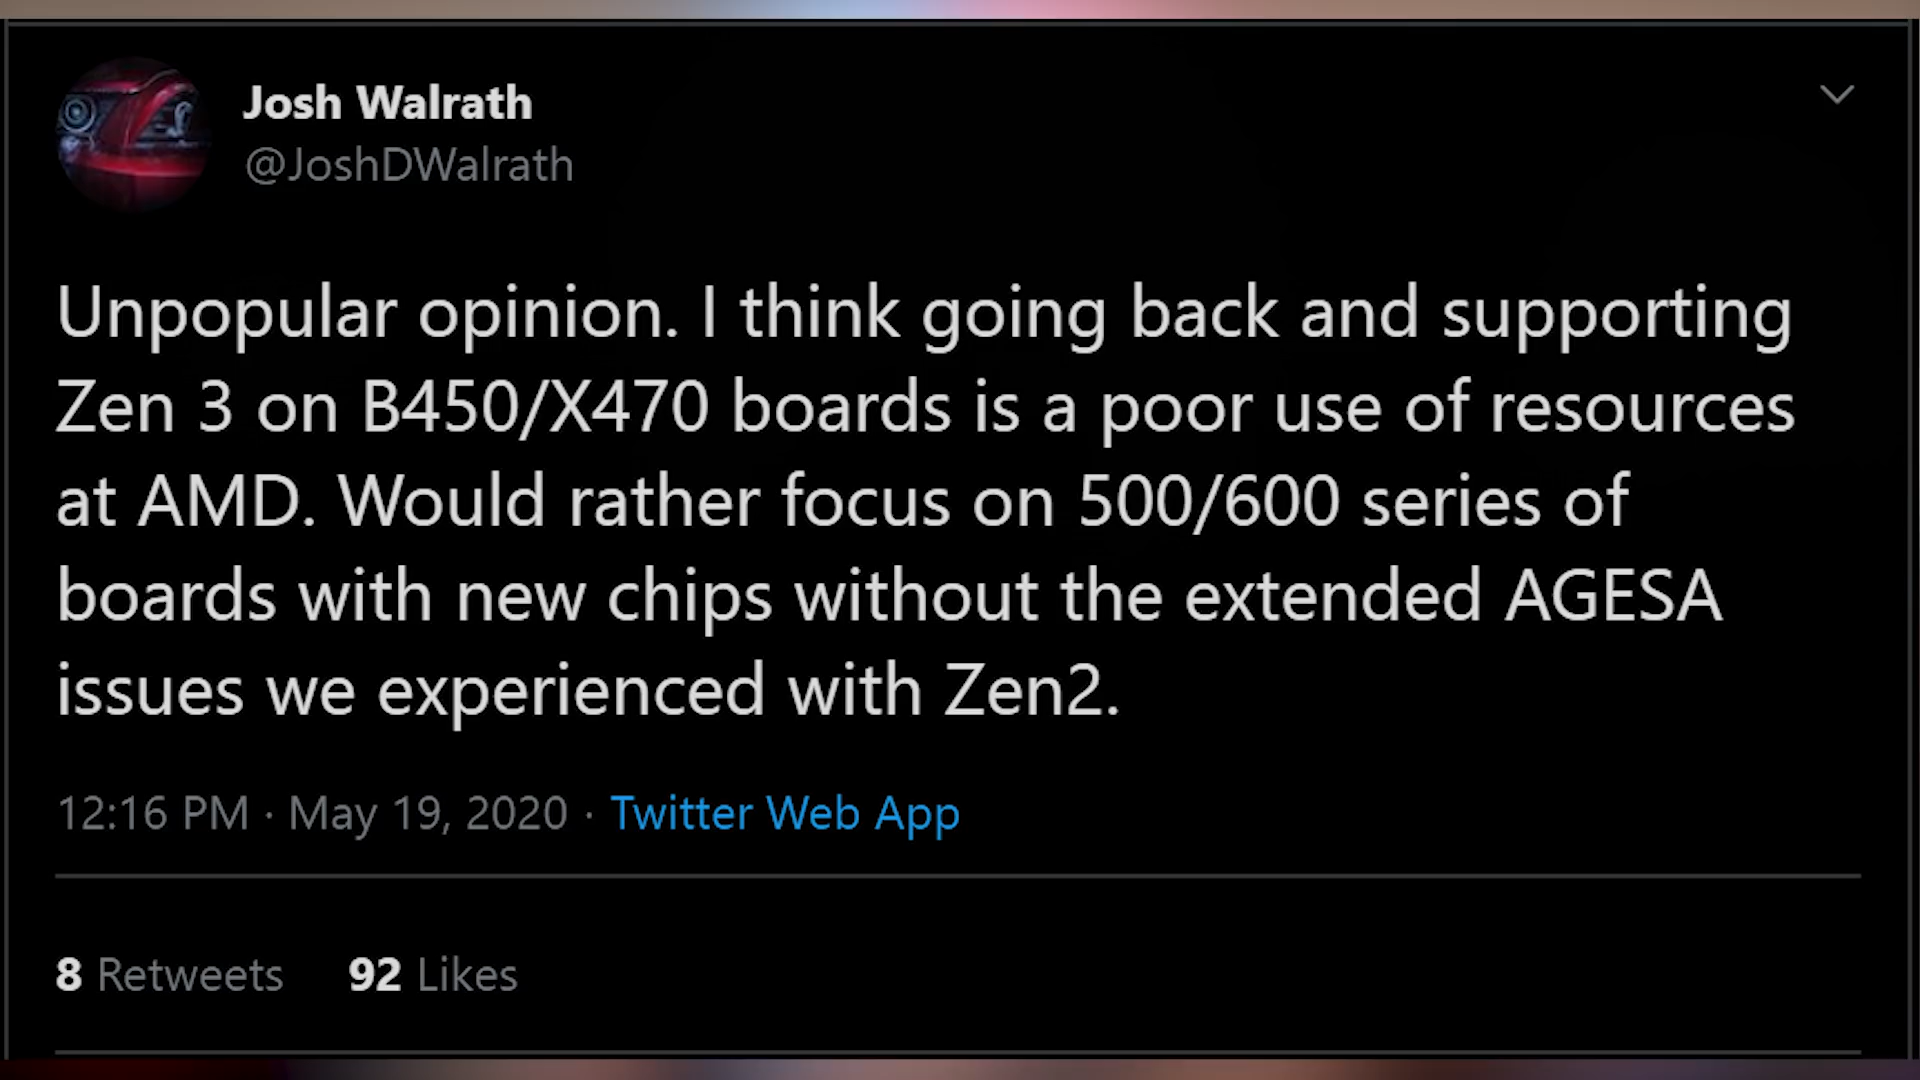 Josh Walrath
@JoshDWalrath
Unpopular opinion. I think going back and supporting
Zen 3 on B450/X470 boards is a poor use of resources
at AMD. Would rather focus on 500/600 series of
boards with new chips without the extended AGESA
issues we experienced with Zen2.
12:16 PM · May 19, 2020 · Twitter Web App
8 Retweets 92 Likes